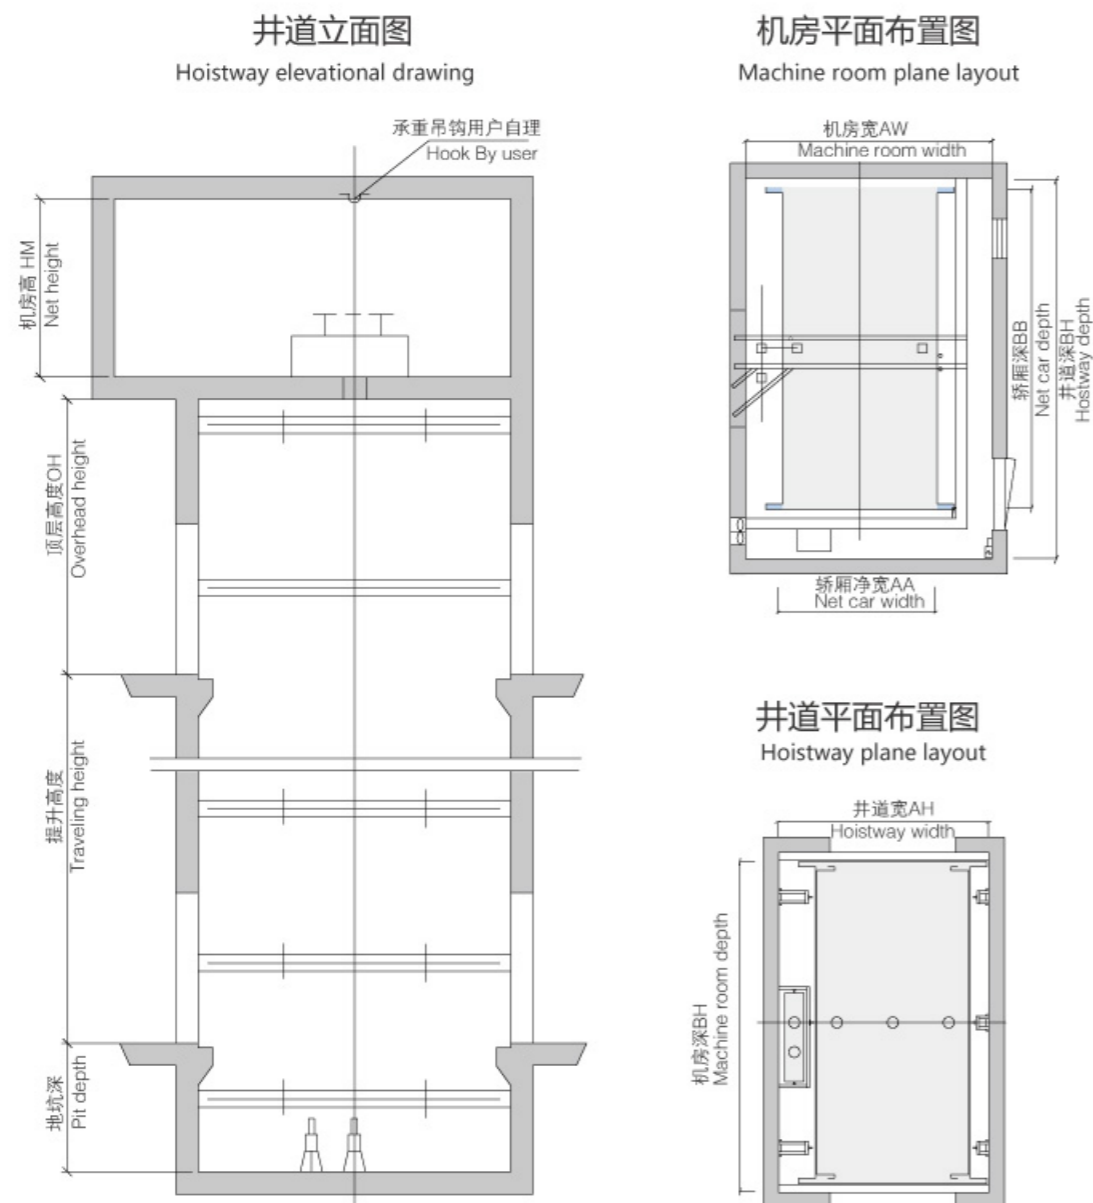 井道立面图
Hoistway elevational drawing
承重吊钩用户自理
Hook By user
机房高 HM
Net height
顶层高度OH
Overhead height
提升高度
Traveling height
地坑深
Pit depth
机房平面布置图
Machine room plane layout
机房宽AW
Machine room width
轿厢深BB
Net car depth
井道深BH
Hostway depth
轿厢净宽AA
Net car width
井道平面布置图
Hoistway plane layout
井道宽AH
Hoistway width
机房深BH
Machine room depth